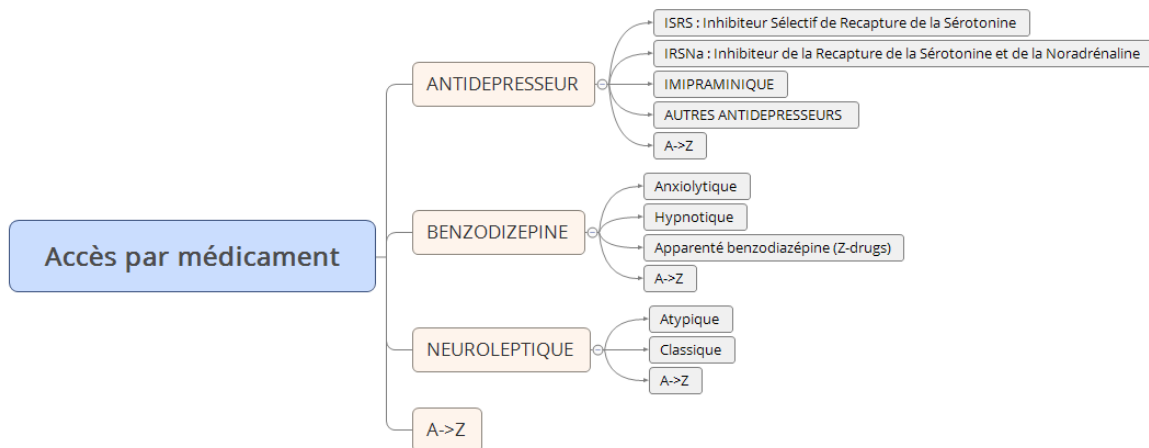 Accès par médicament
ANTIDEPRESSEUR
ISRS : Inhibiteur Sélectif de Recapture de la Sérotonine
IRSNa : Inhibiteur de la Recapture de la Sérotonine et de la Noradrénaline
IMIPRAMINIQUE
AUTRES ANTIDEPRESSEURS
A->Z
BENZODIZEPINE
Anxiolytique
Hypnotique
Apparenté benzodiazépine (Z-drugs)
A->Z
NEUROLEPTIQUE
Atypique
Classique
A->Z
A->Z